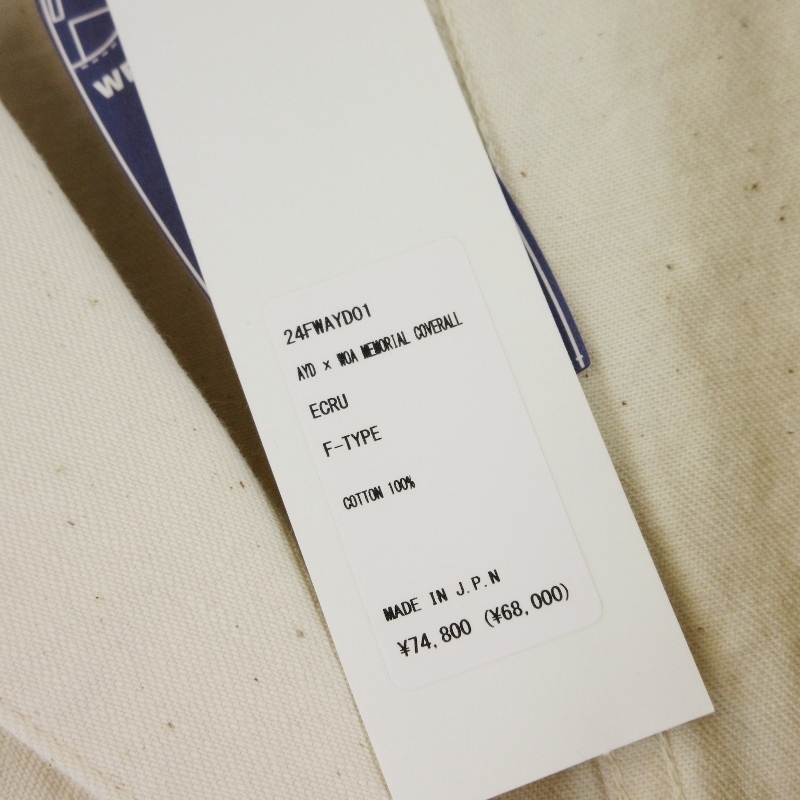 24FWAYD01
AYD × WOA MEMORIAL COVERALL
ECRU
F-TYPE
COTTON 100%
MADE IN J.P.N
¥74,800 (¥68,000)